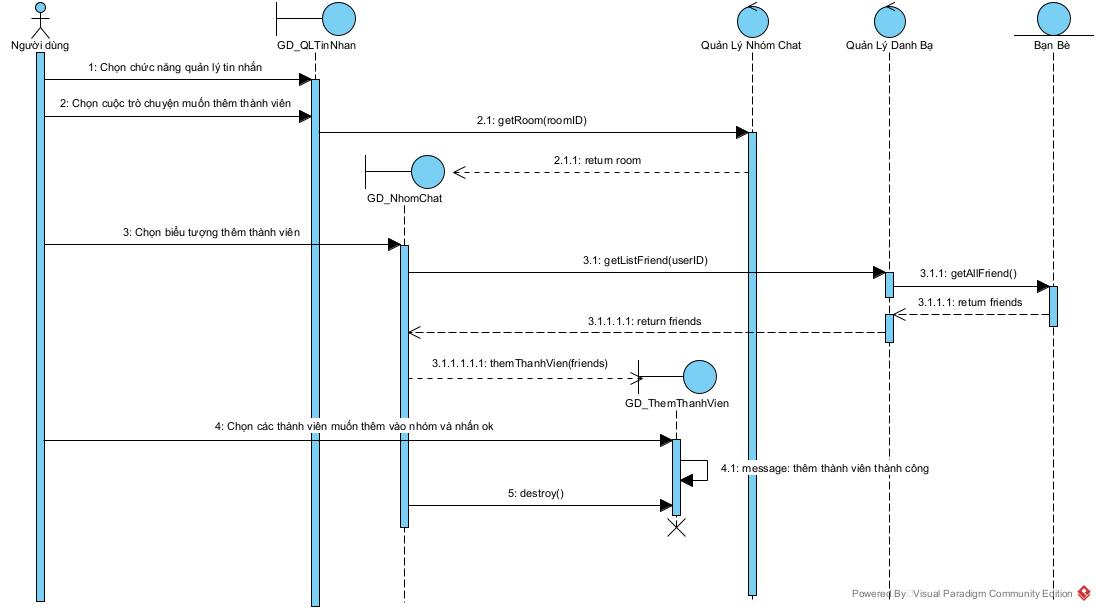 Người dùng
GD_QLTinNhan
Quản Lý Nhóm Chat
Quản Lý Danh Bạ
Bạn Bè
1: Chọn chức năng quản lý tin nhắn
2: Chọn cuộc trò chuyện muốn thêm thành viên
2.1: getRoom(roomID)
2.1.1: return room
GD_NhomChat
3: Chọn biểu tượng thêm thành viên
3.1: getListFriend(userID)
3.1.1: getAllFriend()
3.1.1.1: return friends
3.1.1.1.1: return friends
3.1.1.1.1.1: themThanhVien(friends)
GD_ThemThanhVien
4: Chọn các thành viên muốn thêm vào nhóm và nhấn ok
4.1: message: thêm thành viên thành công
5: destroy()
Powered By Visual Paradigm Community Edition